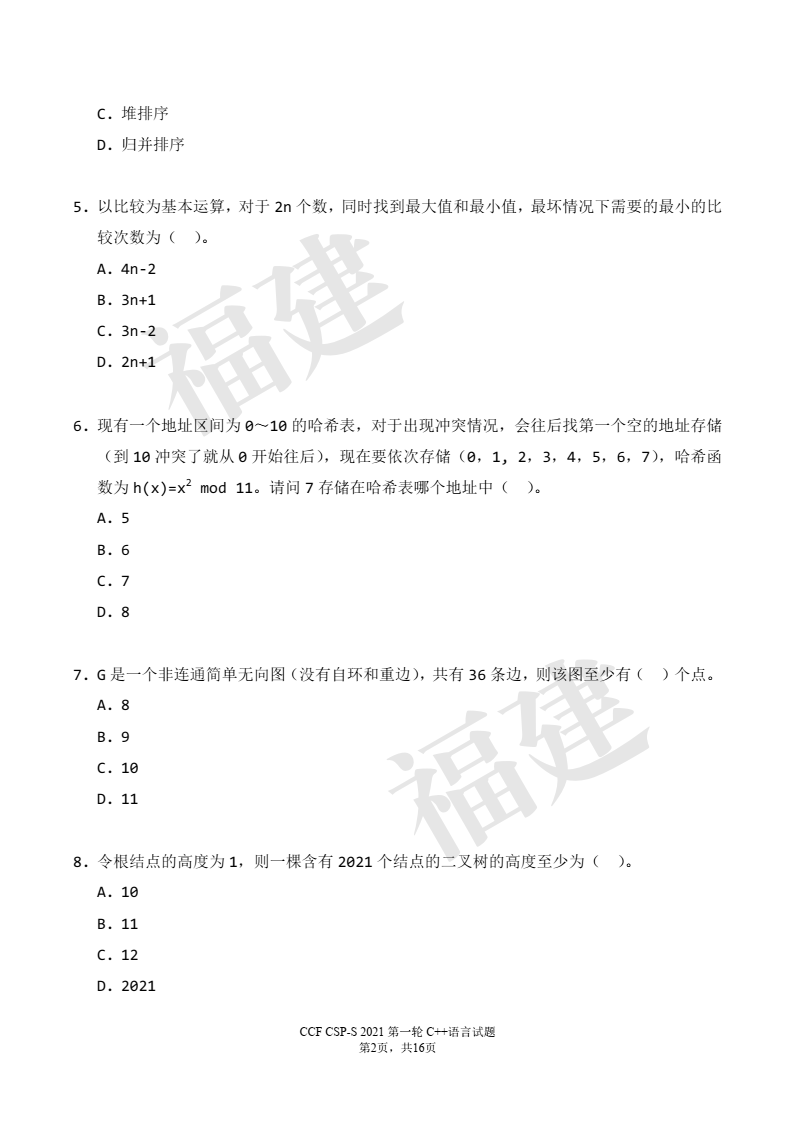 C. 堆排序
D. 归并排序
5. 以比较为基本运算，对于 2n 个数，同时找到最大值和最小值，最坏情况下需要的最小的比
较次数为（ ）。
A. 4n-2
B. 3n+1
C. 3n-2
D. 2n+1
6. 现有一个地址区间为 0～10 的哈希表，对于出现冲突情况，会往后找第一个空的地址存储
（到 10 冲突了就从 0 开始往后），现在要依次存储（0，1, 2，3，4，5，6，7），哈希函
数为 h(x)=x² mod 11。请问 7 存储在哈希表哪个地址中（ ）。
A. 5
B. 6
C. 7
D. 8
7. G 是一个非连通简单无向图（没有自环和重边），共有 36 条边，则该图至少有（ ）个点。
A. 8
B. 9
C. 10
D. 11
8. 令根结点的高度为 1，则一棵含有 2021 个结点的二叉树的高度至少为（ ）。
A. 10
B. 11
C. 12
D. 2021
CCF CSP-S 2021 第一轮 C++语言试题
第2页，共16页
福建
福建